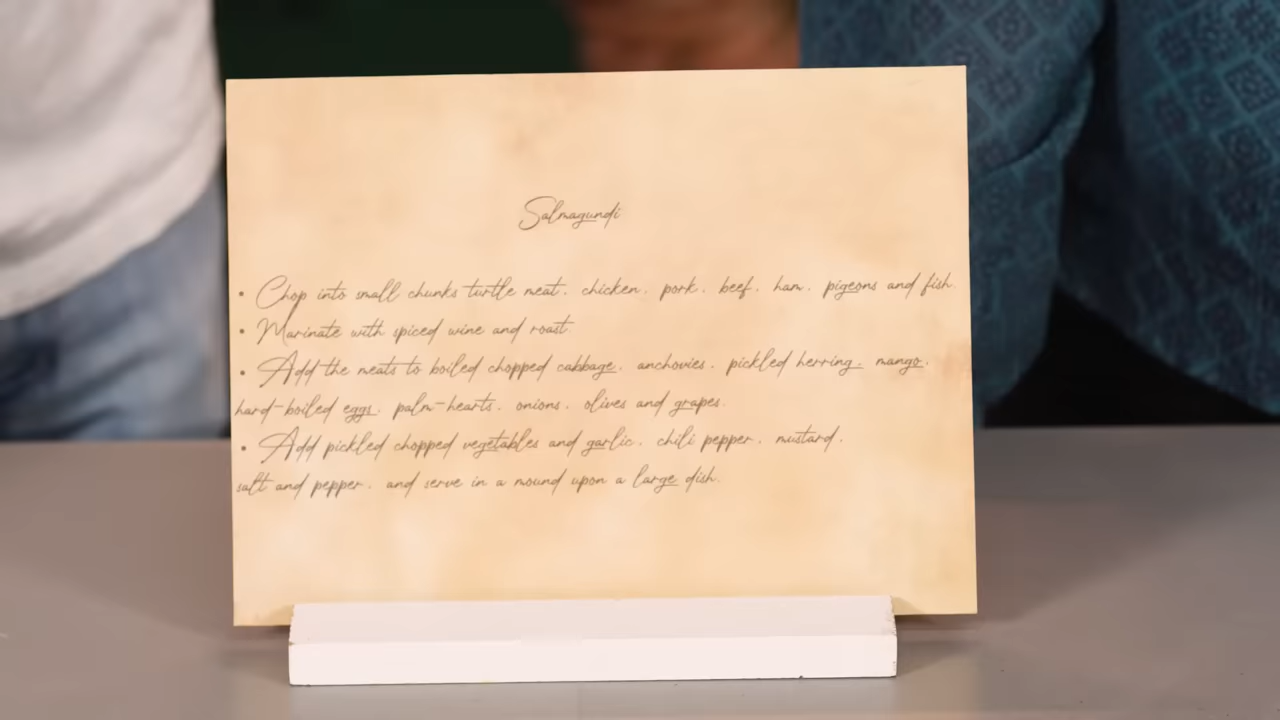 Salmagundi
• Chop into small chunks turtle meat, chicken, pork, beef, ham, pigeons and fish.
• Marinate with spiced wine and roast.
• Add the meats to boiled chopped cabbage, anchovies, pickled herring, mango,
hard-boiled eggs, palm-hearts, onions, olives and grapes.
• Add pickled chopped vegetables and garlic, chili pepper, mustard,
salt and pepper, and serve in a mound upon a large dish.